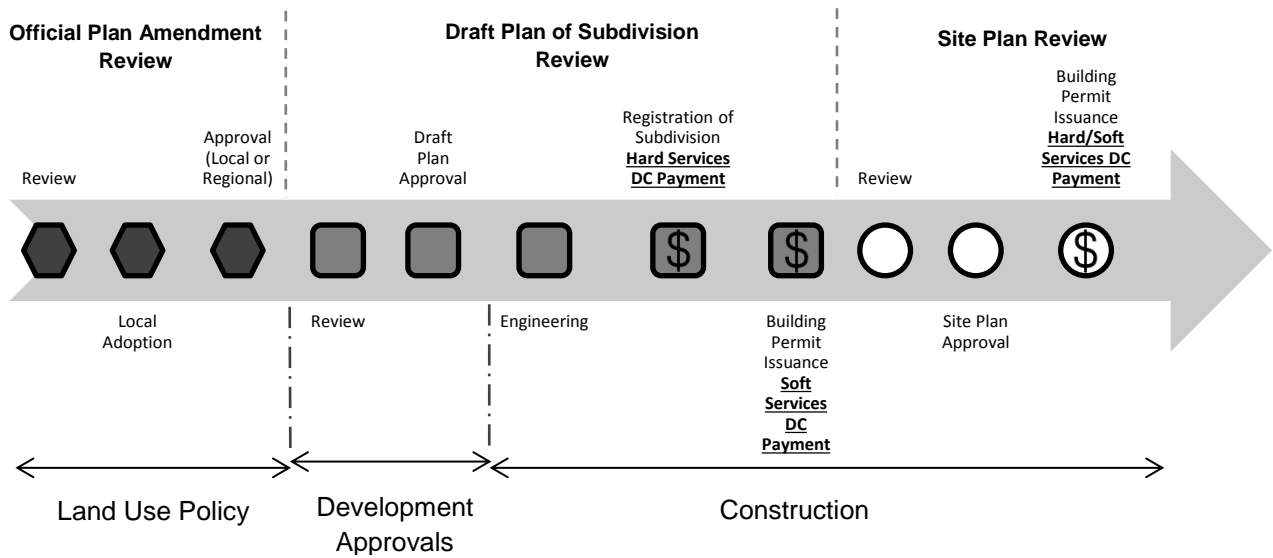 Official Plan Amendment
Review
Draft Plan of Subdivision
Review
Site Plan Review
Review
Approval
(Local or
Regional)
Draft
Plan
Approval
Registration of
Subdivision
Hard Services
DC Payment
Review
Building
Permit
Issuance
Hard/Soft
Services DC
Payment
$
$
$
Local
Adoption
Review
Engineering
Building
Permit
Issuance
Soft
Services
DC
Payment
Site Plan
Approval
Land Use Policy
Development
Approvals
Construction